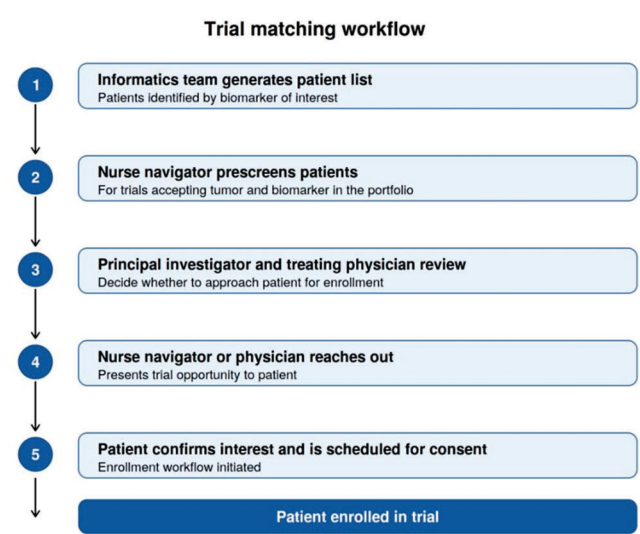 Trial matching workflow
1
Informatics team generates patient list
Patients identified by biomarker of interest
2
Nurse navigator prescreens patients
For trials accepting tumor and biomarker in the portfolio
3
Principal investigator and treating physician review
Decide whether to approach patient for enrollment
4
Nurse navigator or physician reaches out
Presents trial opportunity to patient
5
Patient confirms interest and is scheduled for consent
Enrollment workflow initiated
Patient enrolled in trial